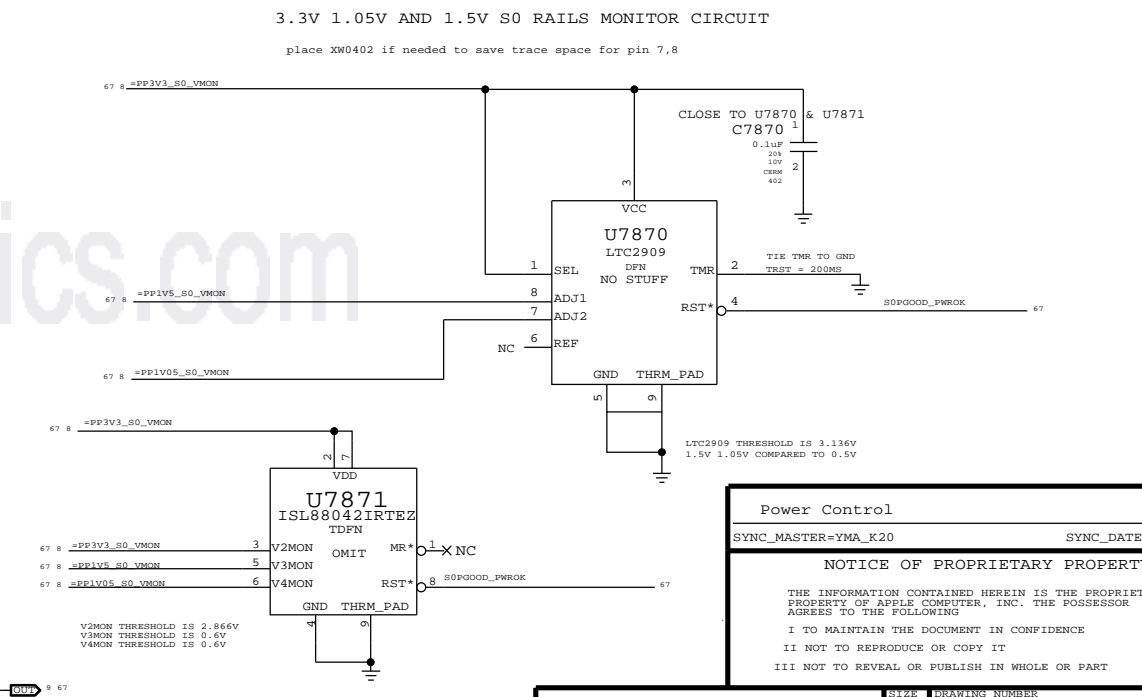 3.3V 1.05V AND 1.5V S0 RAILS MONITOR CIRCUIT
place XW0402 if needed to save trace space for pin 7,8
67 8 =PP3V3_S0_VMON
CLOSE TO U7870 & U7871
C7870 1
0.1uF
20%
10V
CERM
402
2
3
VCC
U7870
LTC2909
DFN
NO STUFF
1 SEL
TMR 2
TIE TMR TO GND
TRST = 200MS
67 8 =PP1V5_S0_VMON
8 ADJ1
7 ADJ2
RST* 4
S0PGOOD_PWROK 67
NC 6 REF
67 8 =PP1V05_S0_VMON
GND THRM_PAD
5 9
67 8 =PP3V3_S0_VMON
LTC2909 THRESHOLD IS 3.136V
1.5V 1.05V COMPARED TO 0.5V
2 7
VDD
U7871
ISL88042IRTEZ
TDFN
OMIT
67 8 =PP3V3_S0_VMON 3 V2MON
MR* 1 NC
67 8 =PP1V5_S0_VMON 5 V3MON
67 8 =PP1V05_S0_VMON 6 V4MON
RST* 8 S0PGOOD_PWROK 67
GND THRM_PAD
4 9
V2MON THRESHOLD IS 2.866V
V3MON THRESHOLD IS 0.6V
V4MON THRESHOLD IS 0.6V
OUT 9 67
Power Control
SYNC_MASTER=YMA_K20 SYNC_DATE
NOTICE OF PROPRIETARY PROPERTY
THE INFORMATION CONTAINED HEREIN IS THE PROPRIET
PROPERTY OF APPLE COMPUTER, INC. THE POSSESSOR
AGREES TO THE FOLLOWING
I TO MAINTAIN THE DOCUMENT IN CONFIDENCE
II NOT TO REPRODUCE OR COPY IT
III NOT TO REVEAL OR PUBLISH IN WHOLE OR PART
SIZE DRAWING NUMBER
ics.com